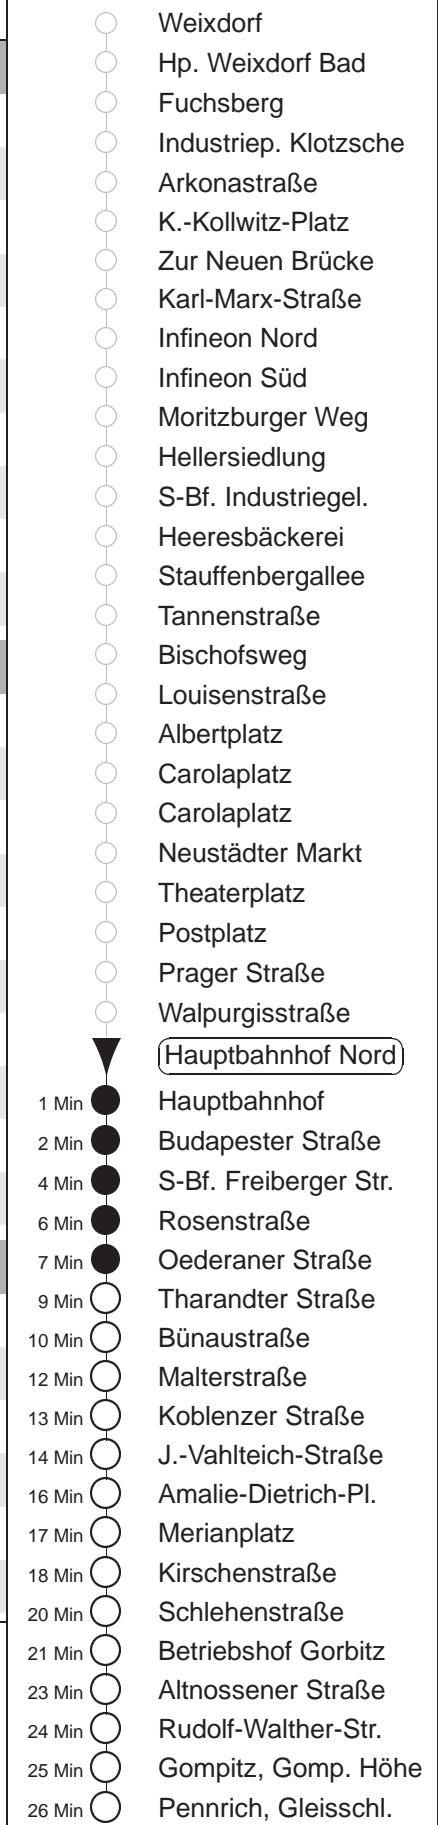 Weixdorf
Hp. Weixdorf Bad
Fuchsberg
Industriep. Klotzsche
Arkonastraße
K.-Kollwitz-Platz
Zur Neuen Brücke
Karl-Marx-Straße
Infineon Nord
Infineon Süd
Moritzburger Weg
Hellersiedlung
S-Bf. Industriegel.
Heeresbäckerei
Stauffenbergallee
Tannenstraße
Bischofsweg
Louisenstraße
Albertplatz
Carolaplatz
Carolaplatz
Neustädter Markt
Theaterplatz
Postplatz
Prager Straße
Walpurgisstraße
Hauptbahnhof Nord
1 Min Hauptbahnhof
2 Min Budapester Straße
4 Min S-Bf. Freiberger Str.
6 Min Rosenstraße
7 Min Oederaner Straße
9 Min Tharandter Straße
10 Min Bünaustraße
12 Min Malterstraße
13 Min Koblenzer Straße
14 Min J.-Vahlteich-Straße
16 Min Amalie-Dietrich-Pl.
17 Min Merianplatz
18 Min Kirschenstraße
20 Min Schlehenstraße
21 Min Betriebshof Gorbitz
23 Min Altnossener Straße
24 Min Rudolf-Walther-Str.
25 Min Gompitz, Gomp. Höhe
26 Min Pennrich, Gleisschl.